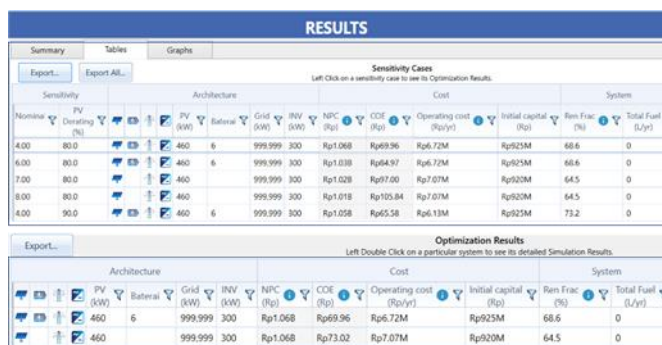 RESULTS
Summary Tables Graphs
Export... Export All... Sensitivity Cases
Left Click on a sensitivity case to see its Optimization Results.
Sensitivity Architecture Cost System
Nominal PV Derating (%) PV (kW) Baterai Grid (kW) INV (kW) NPC (Rp) COE (Rp) Operating cost (Rp/yr) Initial capital (Rp) Ren Frac (%) Total Fuel
4.00 80.0 460 6 999,999 300 Rp1.06B Rp69.96 Rp6.72M Rp925M 68.6 0
6.00 80.0 460 6 999,999 300 Rp1.03B Rp84.97 Rp6.72M Rp925M 68.6 0
7.00 80.0 460 999,999 300 Rp1.02B Rp97.00 Rp7.07M Rp920M 64.5 0
8.00 80.0 460 999,999 300 Rp1.01B Rp105.84 Rp7.07M Rp920M 64.5 0
4.00 90.0 460 6 999,999 300 Rp1.05B Rp65.58 Rp6.13M Rp925M 73.2 0
Export... Optimization Results
Left Double Click on a particular system to see its detailed Simulation Results.
Architecture Cost System
PV (kW) Baterai Grid (kW) INV (kW) NPC (Rp) COE (Rp) Operating cost (Rp/yr) Initial capital (Rp) Ren Frac (%) Total Fuel (L/yr)
460 6 999,999 300 Rp1.06B Rp69.96 Rp6.72M Rp925M 68.6 0
460 999,999 300 Rp1.06B Rp73.02 Rp7.07M Rp920M 64.5 0